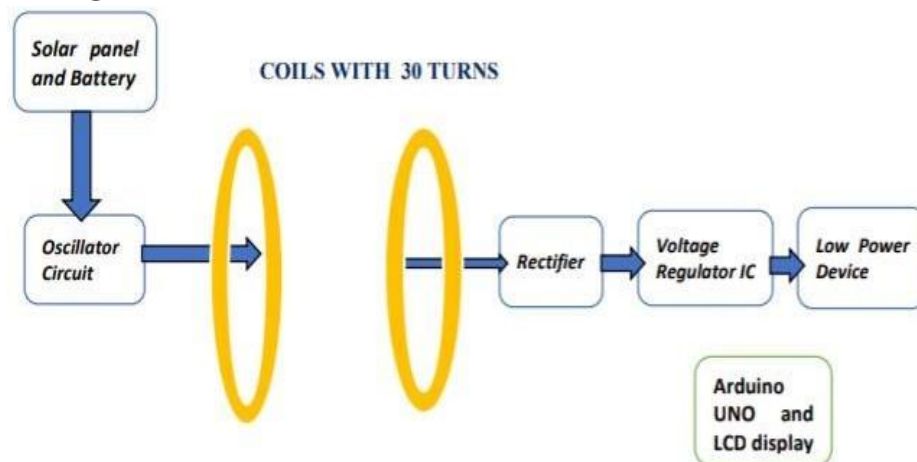 Solar panel
and Battery
COILS WITH 30 TURNS
Oscillator
Circuit
Rectifier
Voltage
Regulator IC
Low Power
Device
Arduino
UNO and
LCD display